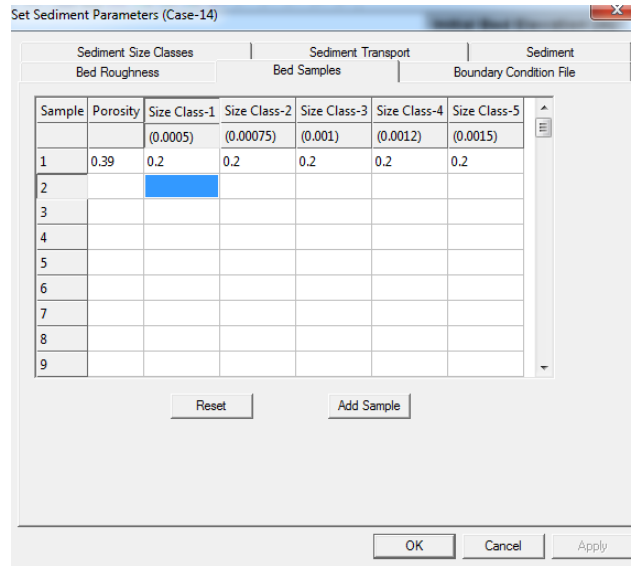 Set Sediment Parameters (Case-14)
Sediment Size Classes Sediment Transport Sediment
Bed Roughness Bed Samples Boundary Condition File
Sample Porosity Size Class-1 Size Class-2 Size Class-3 Size Class-4 Size Class-5
(0.0005) (0.00075) (0.001) (0.0012) (0.0015)
1 0.39 0.2 0.2 0.2 0.2 0.2
2
3
4
5
6
7
8
9
Reset Add Sample
OK Cancel Apply